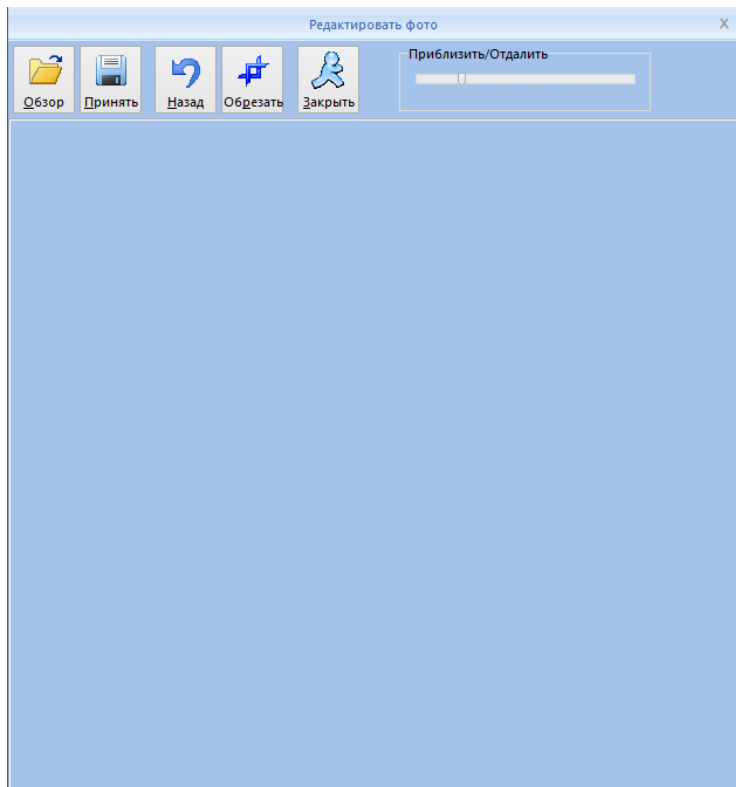 Редактировать фото X
Приблизить/Отдалить
Обзор Принять Назад Обрезать Закрыть